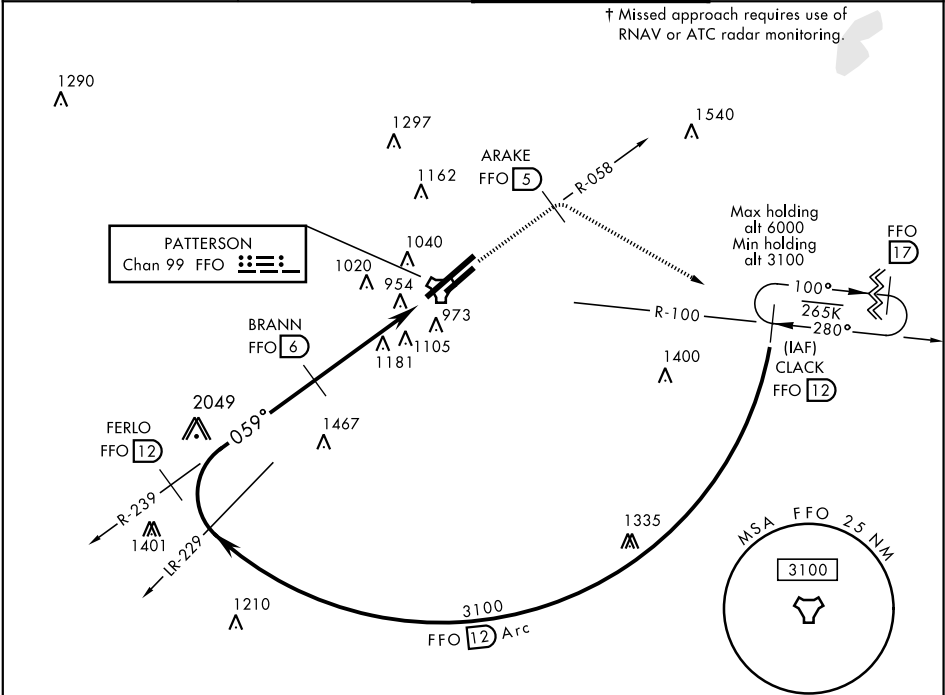 † Missed approach requires use of
RNAV or ATC radar monitoring.
1290
1297
1540
ARAKE
FFO 5
R-058
1162
Max holding
alt 6000
Min holding
alt 3100
FFO
17
PATTERSON
Chan 99 FFO
1040
1020
954
973
100°
265K
280°
R-100
BRANN
FFO 6
1181
1105
(IAF)
CLACK
FFO 12
1400
2049
059°
1467
FERLO
FFO 12
R-239
1401
LR-229
1335
MSA FFO 25 NM
3100
1210
3100
FFO 12 Arc